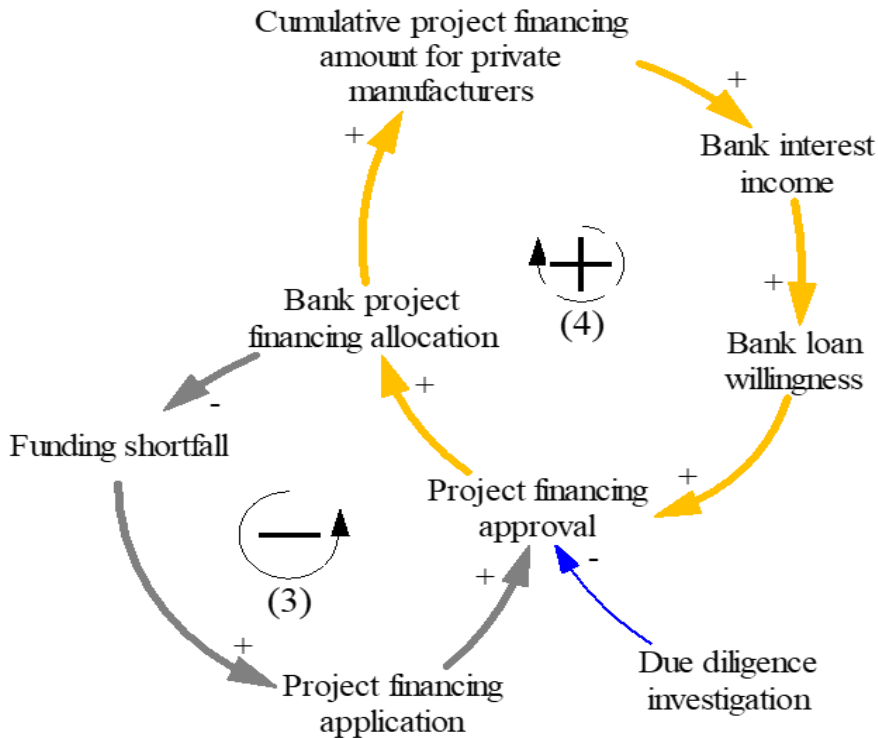 Cumulative project financing
amount for private
manufacturers
+
+
Bank interest
income
+
(4)
Bank project
financing allocation
+
Bank loan
willingness
-
+
Funding shortfall
+
Project financing
approval
-
+
(3)
+
Project financing
application
Due diligence
investigation